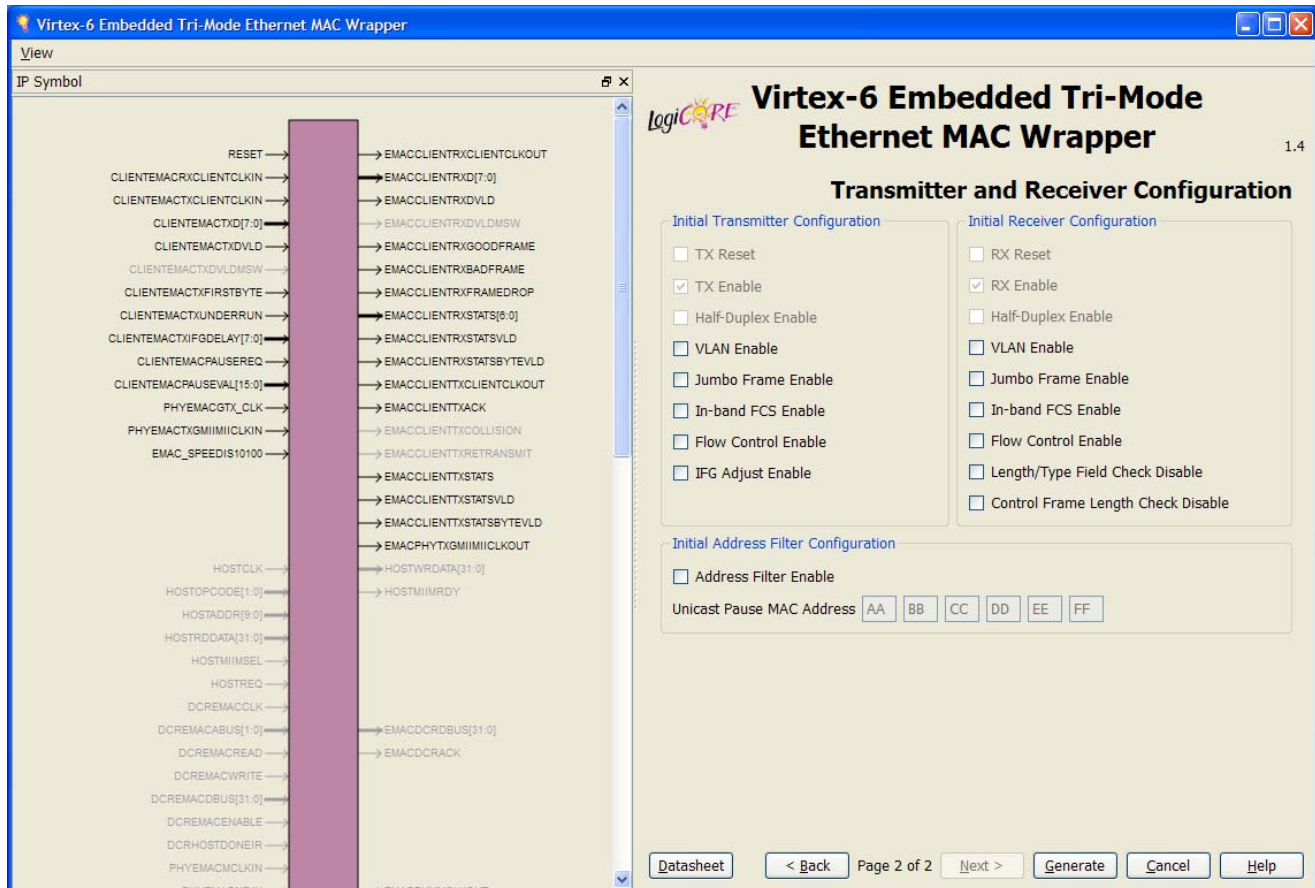 Virtex-6 Embedded Tri-Mode Ethernet MAC Wrapper
View
IP Symbol
RESET
CLIENTEMACRXCLIENTCLKIN
CLIENTEMACTXCLIENTCLKIN
CLIENTEMACTXD[7:0]
CLIENTEMACTXDVLD
CLIENTEMACTXDVLDMSW
CLIENTEMACTXFIRSTBYTE
CLIENTEMACTXUNDERRUN
CLIENTEMACTXIFGDELAY[7:0]
CLIENTEMACPAUSEREQ
CLIENTEMACPAUSEVAL[15:0]
PHYEMACGTX_CLK
PHYEMACTXGMIIMIICLKIN
EMAC_SPEEDIS10100
HOSTCLK
HOSTOPCODE[1:0]
HOSTADDR[9:0]
HOSTRDDATA[31:0]
HOSTMIIMSEL
HOSTREQ
DCREMACCLK
DCREMACABUS[1:0]
DCREMACREAD
DCREMACWRITE
DCREMACDBUS[31:0]
DCREMACENABLE
DCRHOSTDONEIR
PHYEMACMCLKIN
EMACCLIENTRXCLIENTCLKOUT
EMACCLIENTRXD[7:0]
EMACCLIENTRXDVLD
EMACCLIENTRXDVLDMSW
EMACCLIENTRXGOODFRAME
EMACCLIENTRXBADFRAME
EMACCLIENTRXFRAMEDROP
EMACCLIENTRXSTATS[6:0]
EMACCLIENTRXSTATSVLD
EMACCLIENTRXSTATSBYTEVLD
EMACCLIENTTXCLIENTCLKOUT
EMACCLIENTTXACK
EMACCLIENTTXCOLLISION
EMACCLIENTTXRETRANSMIT
EMACCLIENTTXSTATS
EMACCLIENTTXSTATSVLD
EMACCLIENTTXSTATSBYTEVLD
EMACPHYTXGMIIMIICLKOUT
HOSTWRDATA[31:0]
HOSTMIIMRDY
EMACDCRDBUS[31:0]
EMACDCRACK
LogiCORE
Virtex-6 Embedded Tri-Mode
Ethernet MAC Wrapper
1.4
Transmitter and Receiver Configuration
Initial Transmitter Configuration
TX Reset
TX Enable
Half-Duplex Enable
VLAN Enable
Jumbo Frame Enable
In-band FCS Enable
Flow Control Enable
IFG Adjust Enable
Initial Receiver Configuration
RX Reset
RX Enable
Half-Duplex Enable
VLAN Enable
Jumbo Frame Enable
In-band FCS Enable
Flow Control Enable
Length/Type Field Check Disable
Control Frame Length Check Disable
Initial Address Filter Configuration
Address Filter Enable
Unicast Pause MAC Address AA BB CC DD EE FF
Datasheet < Back Page 2 of 2 Next > Generate Cancel Help